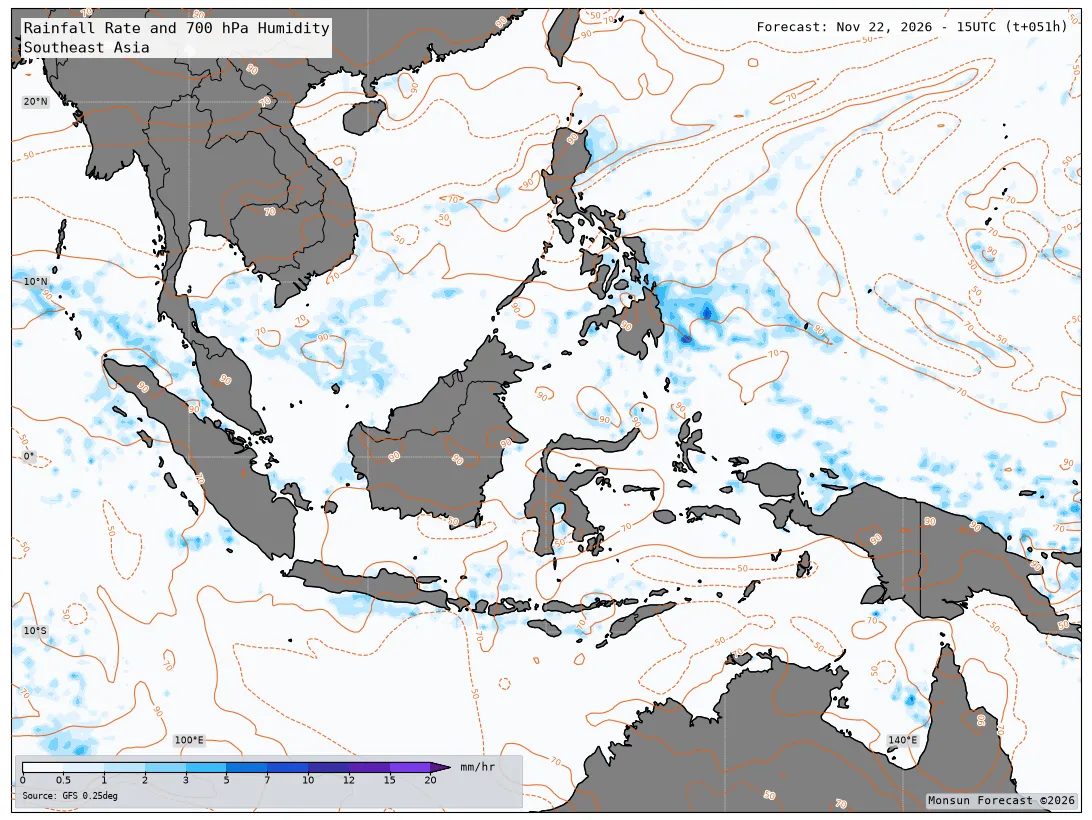 Rainfall Rate and 700 hPa Humidity
Southeast Asia
Forecast: Nov 22, 2026 - 15UTC (t+051h)
20°N
10°N
0°
10°S
100°E
140°E
0 0.5 1 2 3 5 7 10 12 15 20 mm/hr
Source: GFS 0.25deg
Monsun Forecast ©2026